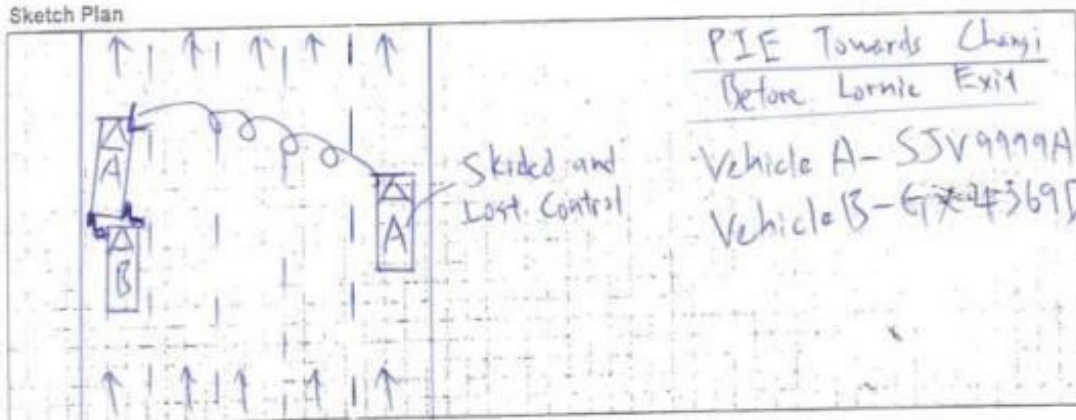 Sketch Plan
PIE Towards Changi
Before Lornie Exit
Vehicle A - SJV9999A
Vehicle B -
Skided and
Lost Control
A
A
B